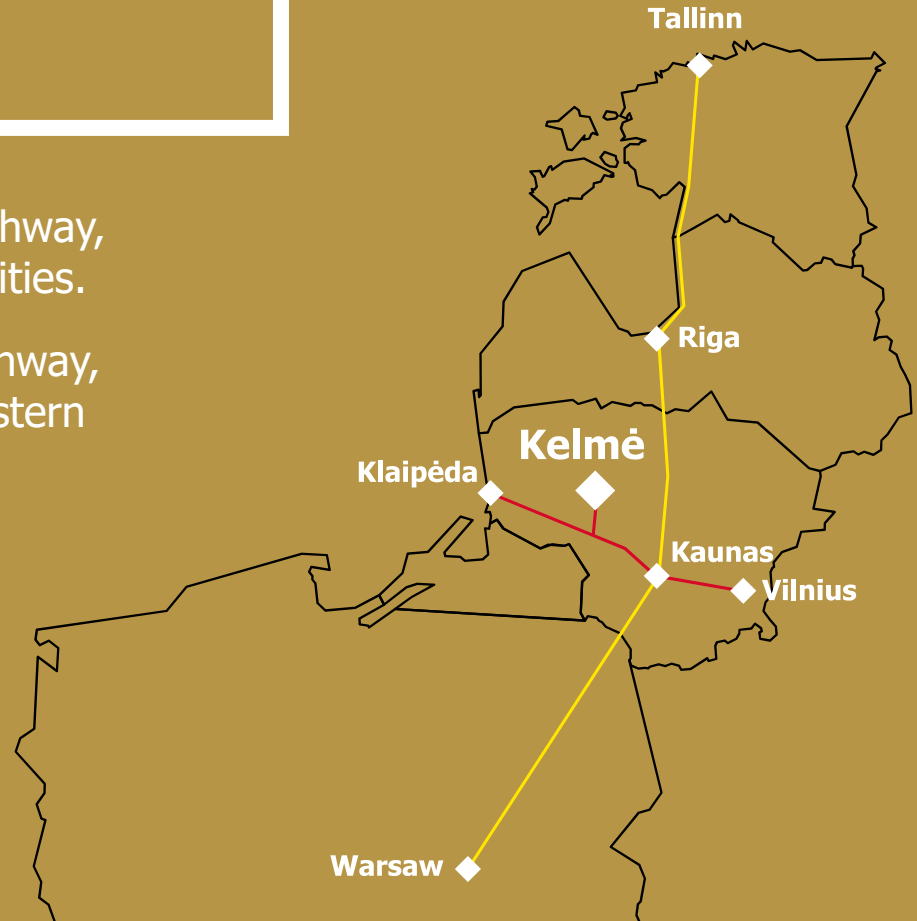 Tallinn
hway,
ities.
hway,
stern
Riga
Kelmė
Klaipėda
Kaunas
Vilnius
Warsaw